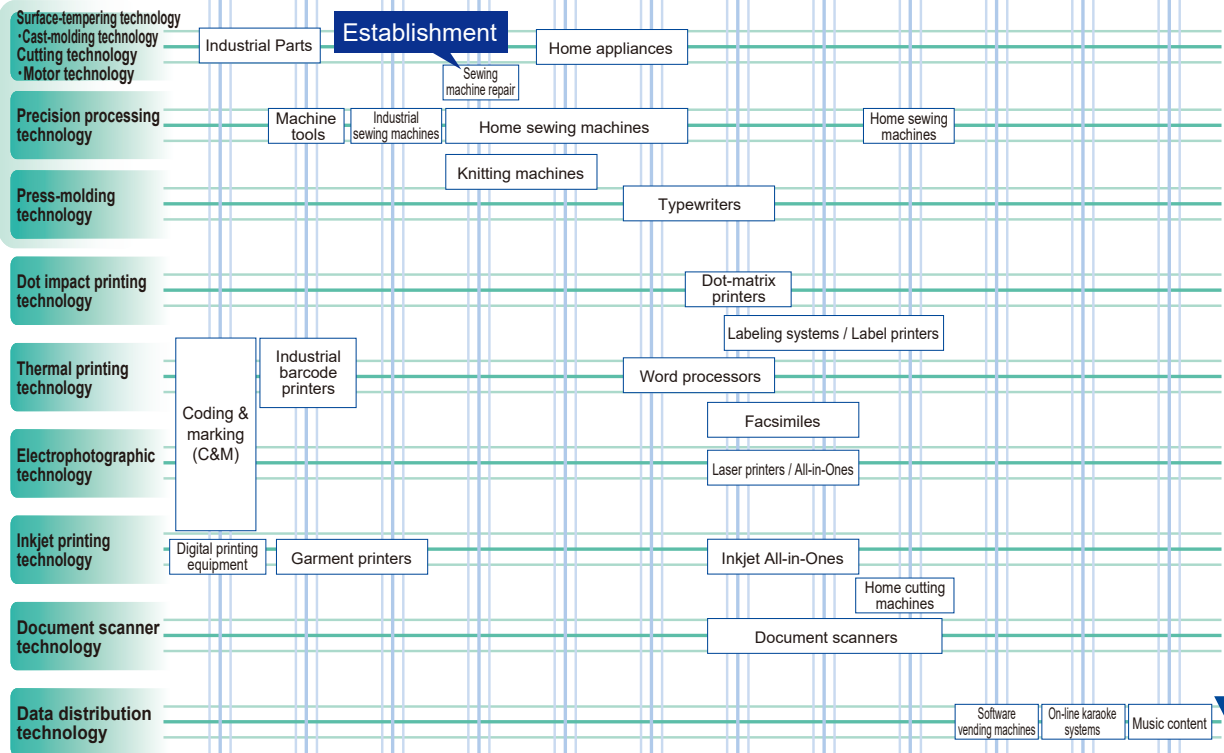 Surface-tempering technology
・Cast-molding technology
Cutting technology
・Motor technology
Industrial Parts
Establishment
Home appliances
Sewing
machine repair
Precision processing
technology
Machine
tools
Industrial
sewing machines
Home sewing machines
Home sewing
machines
Knitting machines
Press-molding
technology
Typewriters
Dot impact printing
technology
Dot-matrix
printers
Labeling systems / Label printers
Thermal printing
technology
Coding &
marking
(C&M)
Industrial
barcode
printers
Word processors
Facsimiles
Electrophotographic
technology
Laser printers / All-in-Ones
Inkjet printing
technology
Digital printing
equipment
Garment printers
Inkjet All-in-Ones
Home cutting
machines
Document scanner
technology
Document scanners
Data distribution
technology
Software
vending machines
On-line karaoke
systems
Music content